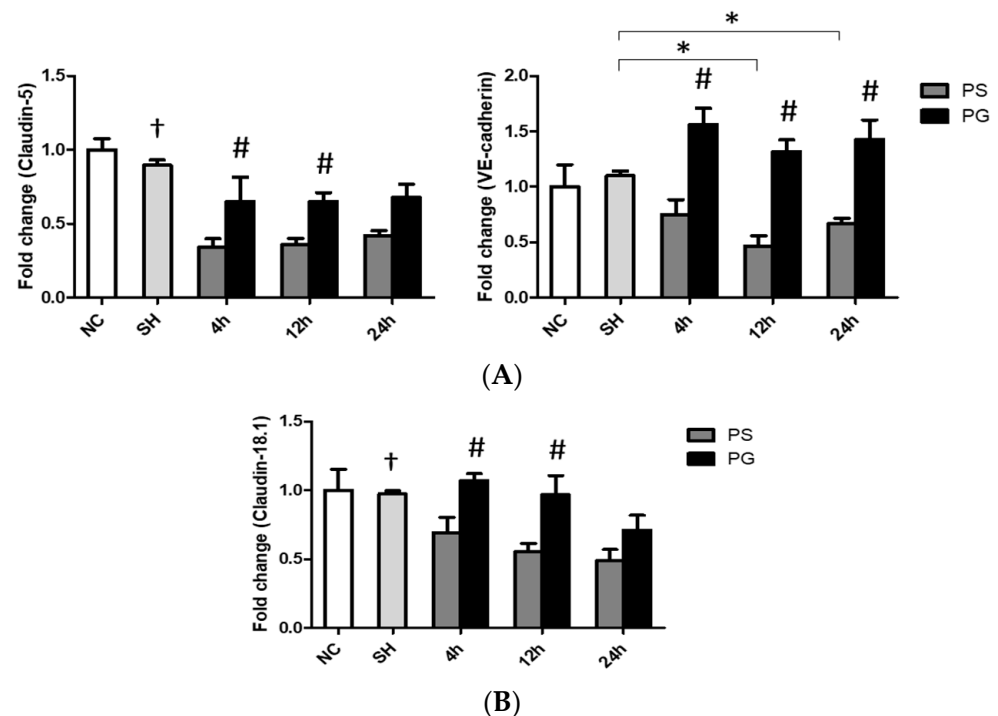 Fold change (Claudin-5)
1.5
1.0
0.5
0.0
†
#
#
NC
SH
4h
12h
24h
Fold change (VE-cadherin)
2.0
1.5
1.0
0.5
0.0
*
*
#
#
#
NC
SH
4h
12h
24h
PS
PG
(A)
Fold change (Claudin-18.1)
1.5
1.0
0.5
0.0
†
#
#
NC
SH
4h
12h
24h
PS
PG
(B)